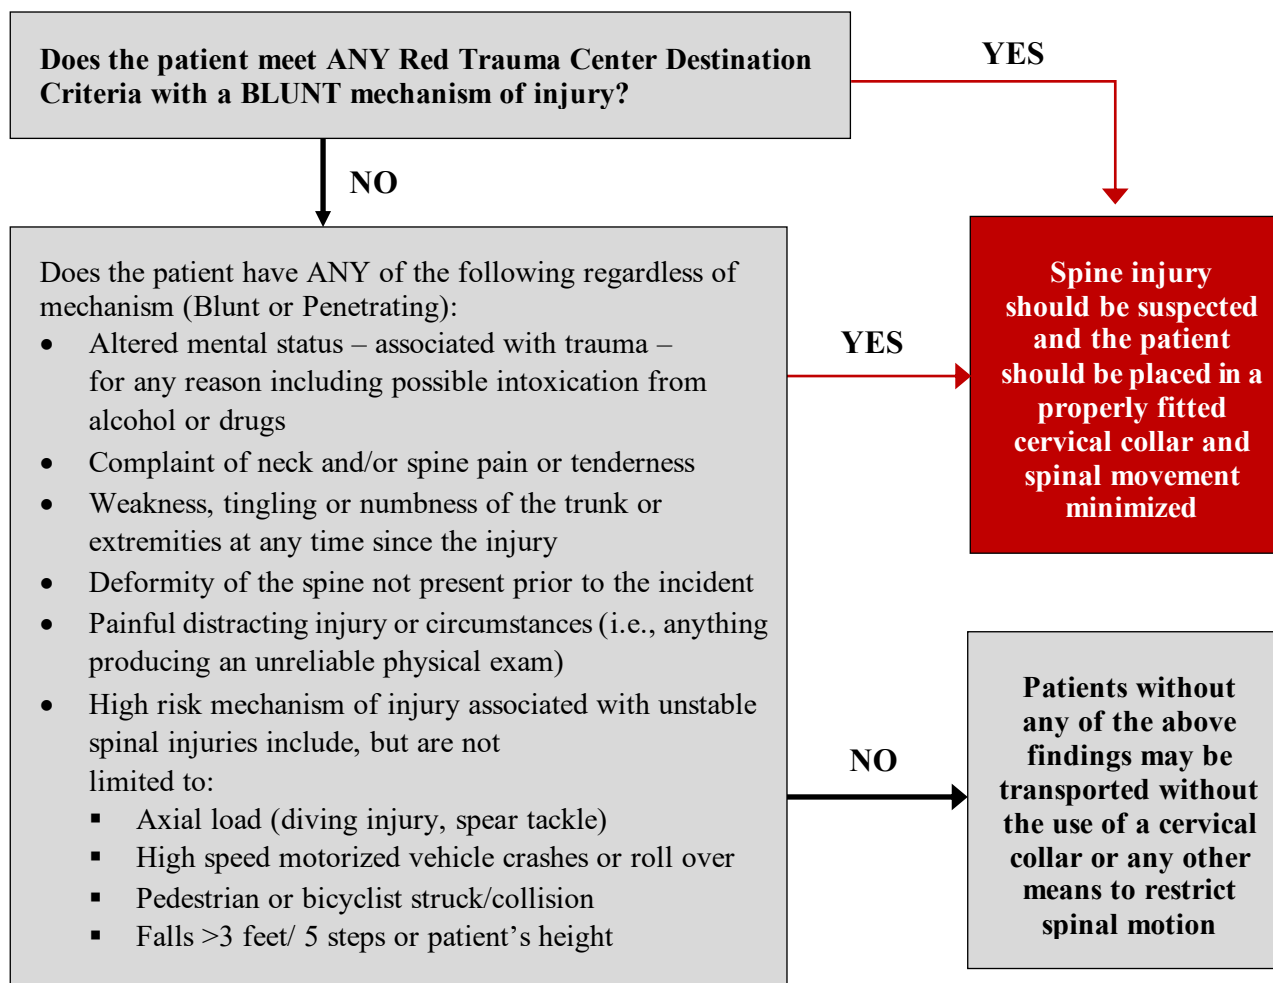 Does the patient meet ANY Red Trauma Center Destination
Criteria with a BLUNT mechanism of injury?
YES
NO
Does the patient have ANY of the following regardless of
mechanism (Blunt or Penetrating):
• Altered mental status – associated with trauma –
for any reason including possible intoxication from
alcohol or drugs
• Complaint of neck and/or spine pain or tenderness
• Weakness, tingling or numbness of the trunk or
extremities at any time since the injury
• Deformity of the spine not present prior to the incident
• Painful distracting injury or circumstances (i.e., anything
producing an unreliable physical exam)
• High risk mechanism of injury associated with unstable
spinal injuries include, but are not
limited to:
▪ Axial load (diving injury, spear tackle)
▪ High speed motorized vehicle crashes or roll over
▪ Pedestrian or bicyclist struck/collision
▪ Falls >3 feet/ 5 steps or patient’s height
YES
Spine injury
should be suspected
and the patient
should be placed in a
properly fitted
cervical collar and
spinal movement
minimized
NO
Patients without
any of the above
findings may be
transported without
the use of a cervical
collar or any other
means to restrict
spinal motion